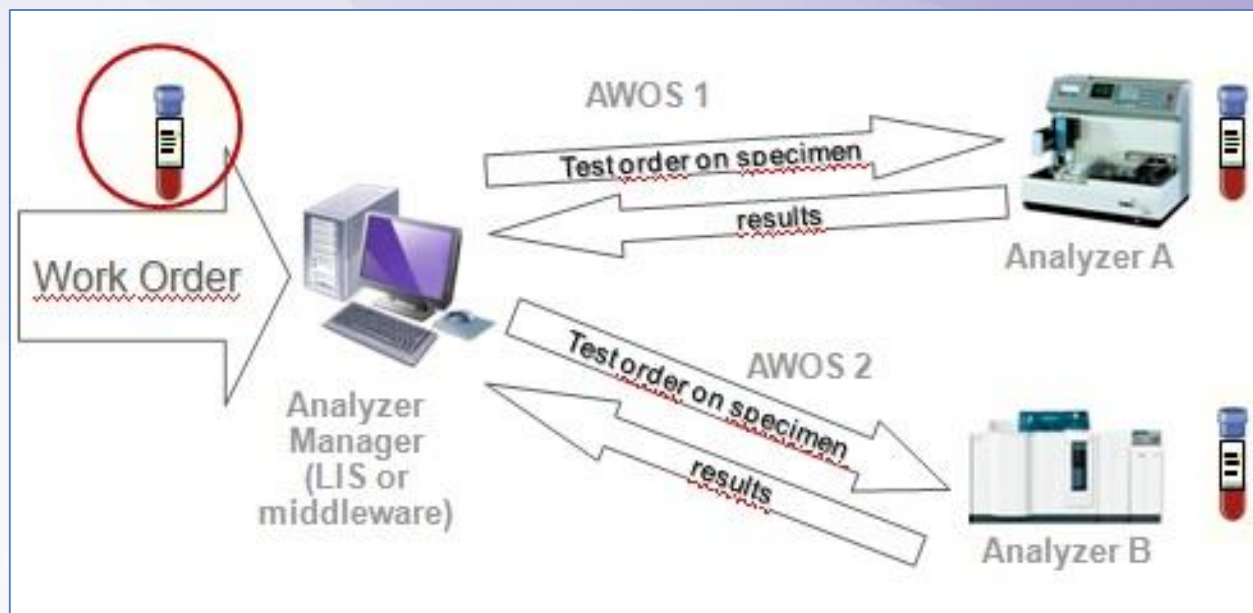 AWOS 1
Test order on specimen
results
Analyzer A
Work Order
Analyzer
Manager
(LIS or
middleware)
AWOS 2
Test order on specimen
results
Analyzer B